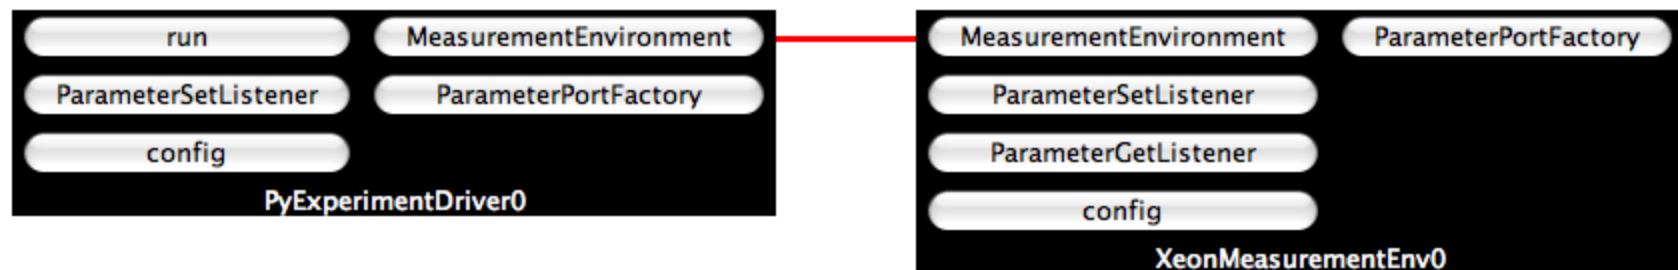 run
MeasurementEnvironment
ParameterSetListener
ParameterPortFactory
config
PyExperimentDriver0
MeasurementEnvironment
ParameterPortFactory
ParameterSetListener
ParameterGetListener
config
XeonMeasurementEnv0